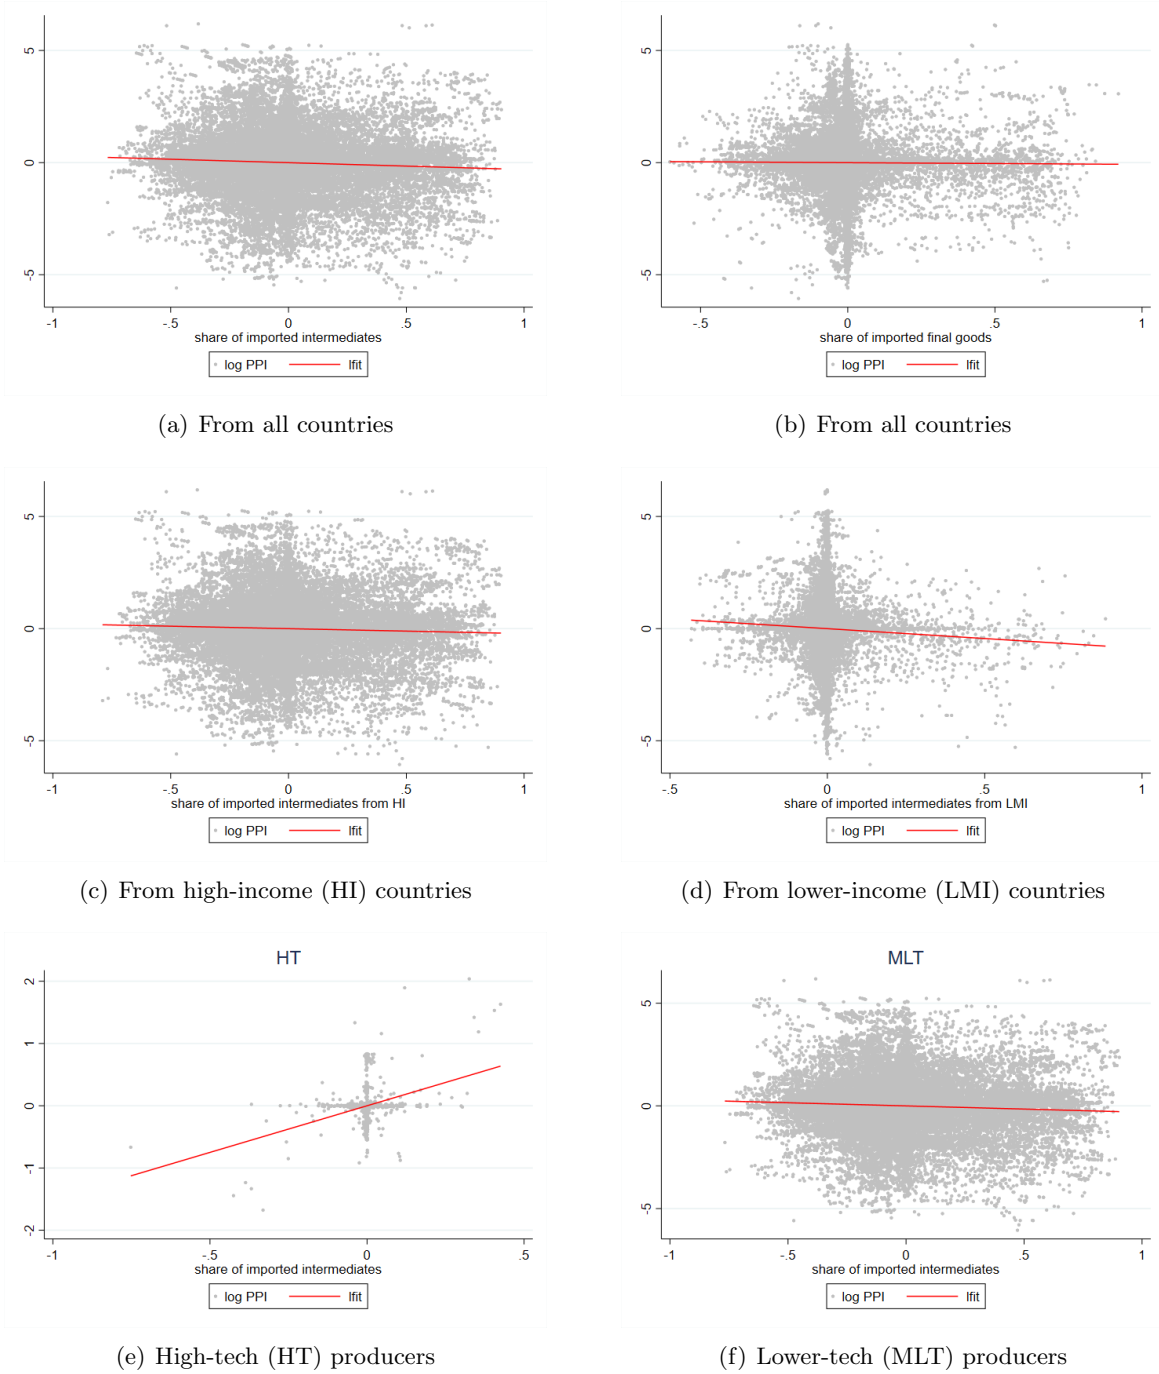 5
0
-5
-1
-.5
0
.5
1
share of imported intermediates
log PPI
lfit
(a) From all countries
5
0
-5
-.5
0
.5
1
share of imported final goods
log PPI
lfit
(b) From all countries
5
0
-5
-1
-.5
0
.5
1
share of imported intermediates from HI
log PPI
lfit
(c) From high-income (HI) countries
5
0
-5
-.5
0
.5
1
share of imported intermediates from LMI
log PPI
lfit
(d) From lower-income (LMI) countries
HT
2
1
0
-1
-2
-1
-.5
0
.5
share of imported intermediates
log PPI
lfit
(e) High-tech (HT) producers
MLT
5
0
-5
-1
-.5
0
.5
1
share of imported intermediates
log PPI
lfit
(f) Lower-tech (MLT) producers